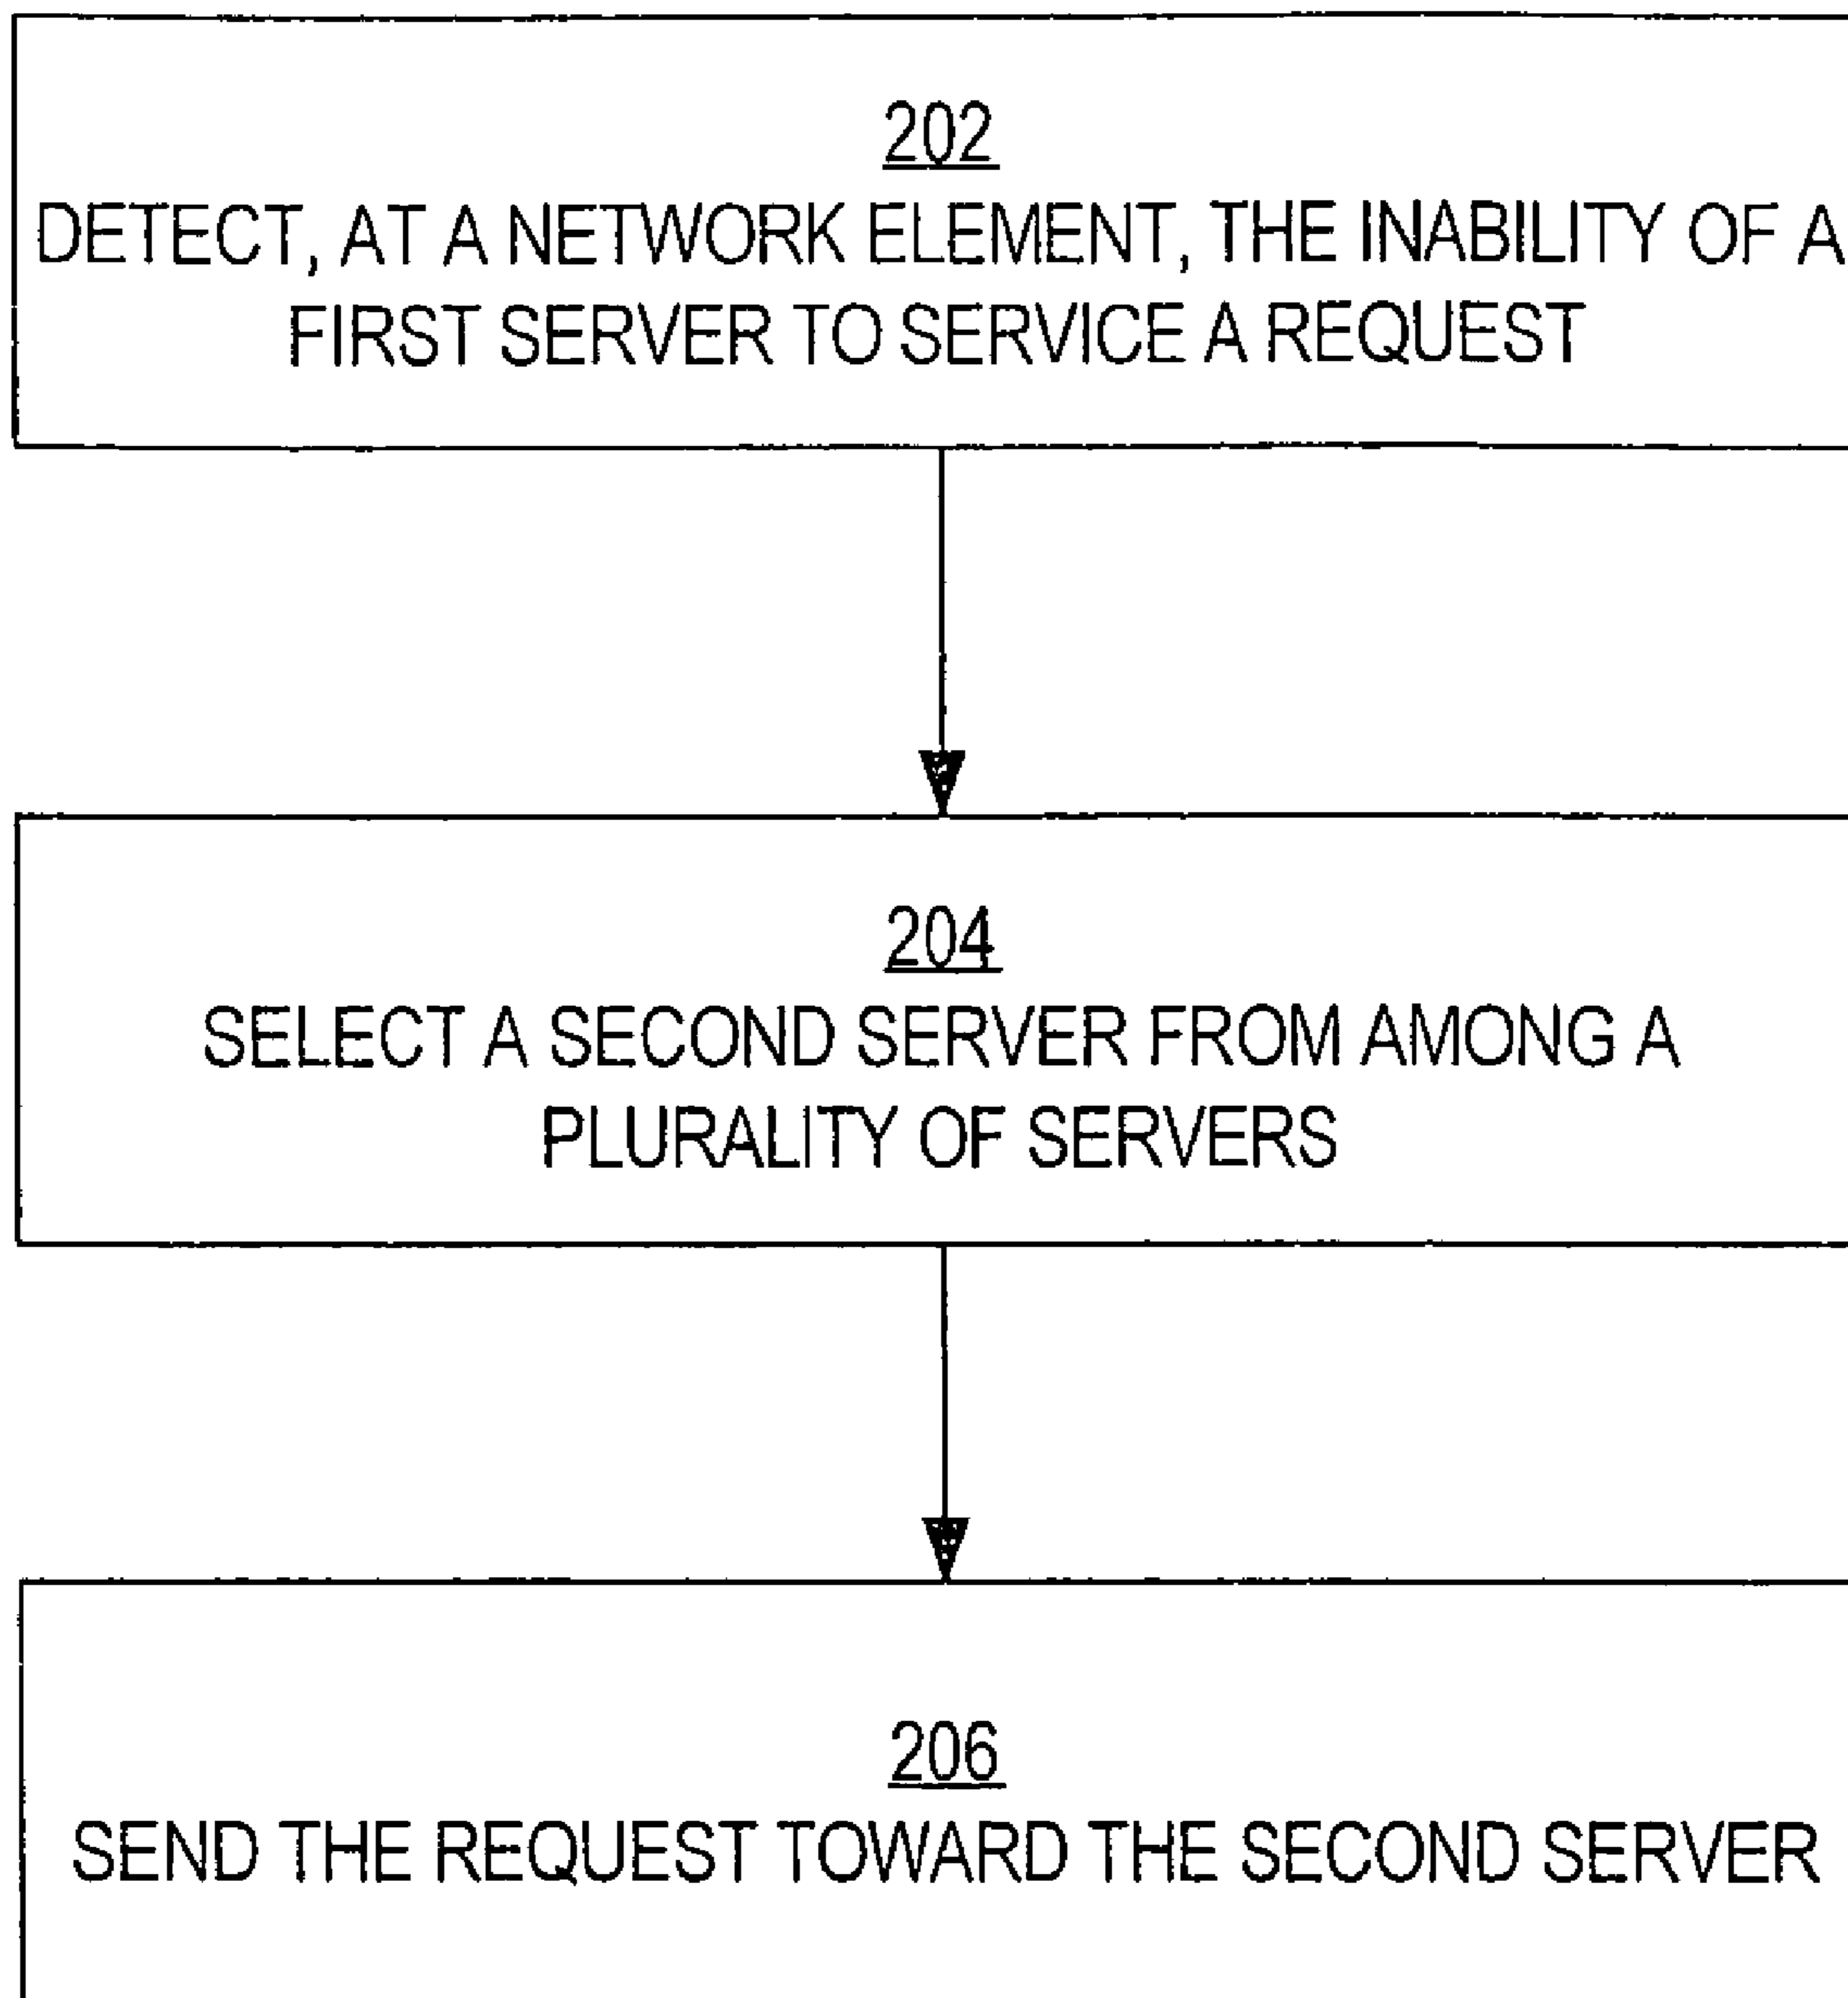 202
DETECT, AT A NETWORK ELEMENT, THE INABILITY OF A
FIRST SERVER TO SERVICE A REQUEST
204
SELECT A SECOND SERVER FROM AMONG A
PLURALITY OF SERVERS
206
SEND THE REQUEST TOWARD THE SECOND SERVER